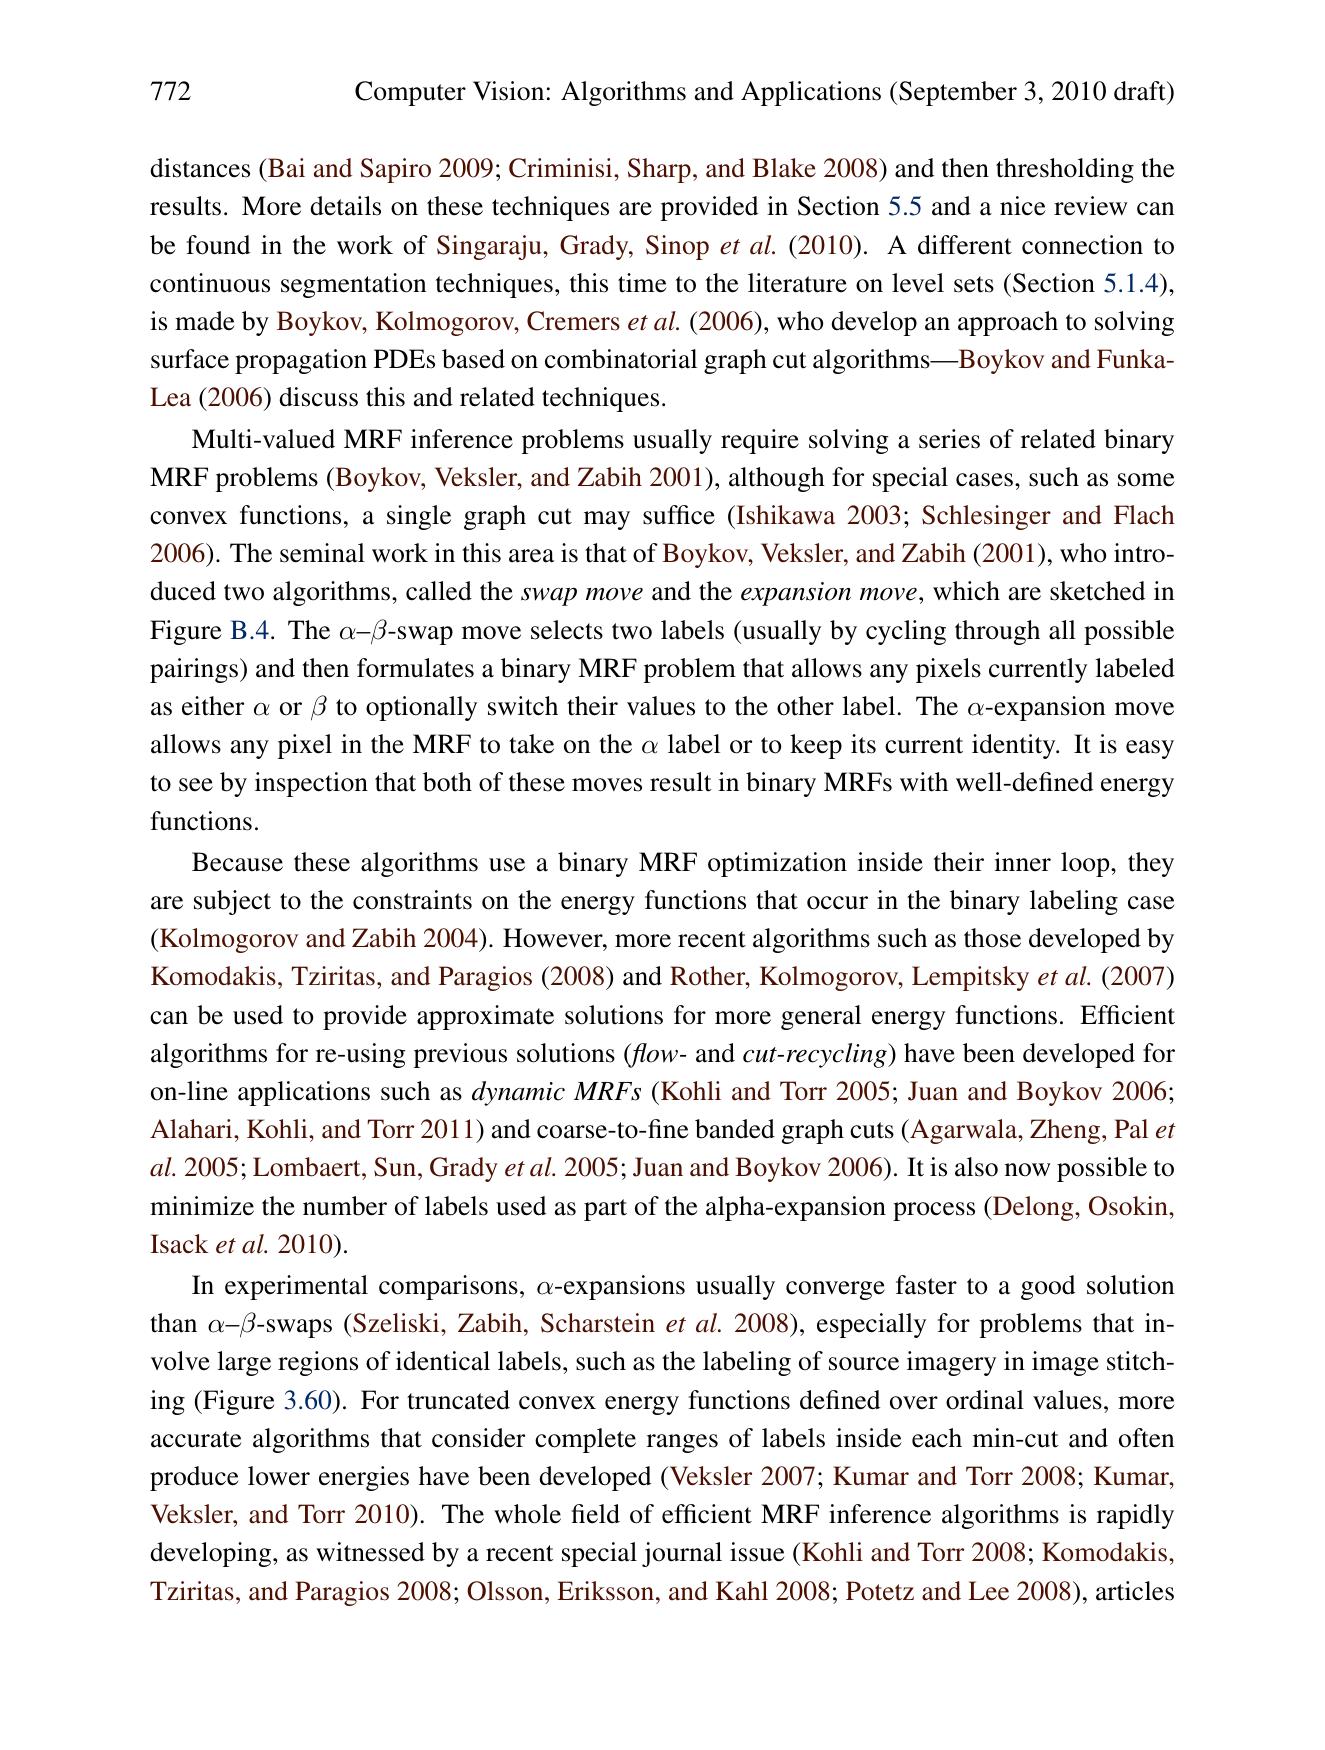 772 Computer Vision: Algorithms and Applications (September 3, 2010 draft)
distances (Bai and Sapiro 2009; Criminisi, Sharp, and Blake 2008) and then thresholding the
results. More details on these techniques are provided in Section 5.5 and a nice review can
be found in the work of Singaraju, Grady, Sinop et al. (2010). A different connection to
continuous segmentation techniques, this time to the literature on level sets (Section 5.1.4),
is made by Boykov, Kolmogorov, Cremers et al. (2006), who develop an approach to solving
surface propagation PDEs based on combinatorial graph cut algorithms—Boykov and Funka-
Lea (2006) discuss this and related techniques.
Multi-valued MRF inference problems usually require solving a series of related binary
MRF problems (Boykov, Veksler, and Zabih 2001), although for special cases, such as some
convex functions, a single graph cut may suffice (Ishikawa 2003; Schlesinger and Flach
2006). The seminal work in this area is that of Boykov, Veksler, and Zabih (2001), who intro-
duced two algorithms, called the swap move and the expansion move, which are sketched in
Figure B.4. The α–β-swap move selects two labels (usually by cycling through all possible
pairings) and then formulates a binary MRF problem that allows any pixels currently labeled
as either α or β to optionally switch their values to the other label. The α-expansion move
allows any pixel in the MRF to take on the α label or to keep its current identity. It is easy
to see by inspection that both of these moves result in binary MRFs with well-defined energy
functions.
Because these algorithms use a binary MRF optimization inside their inner loop, they
are subject to the constraints on the energy functions that occur in the binary labeling case
(Kolmogorov and Zabih 2004). However, more recent algorithms such as those developed by
Komodakis, Tziritas, and Paragios (2008) and Rother, Kolmogorov, Lempitsky et al. (2007)
can be used to provide approximate solutions for more general energy functions. Efficient
algorithms for re-using previous solutions (flow- and cut-recycling) have been developed for
on-line applications such as dynamic MRFs (Kohli and Torr 2005; Juan and Boykov 2006;
Alahari, Kohli, and Torr 2011) and coarse-to-fine banded graph cuts (Agarwala, Zheng, Pal et
al. 2005; Lombaert, Sun, Grady et al. 2005; Juan and Boykov 2006). It is also now possible to
minimize the number of labels used as part of the alpha-expansion process (Delong, Osokin,
Isack et al. 2010).
In experimental comparisons, α-expansions usually converge faster to a good solution
than α–β-swaps (Szeliski, Zabih, Scharstein et al. 2008), especially for problems that in-
volve large regions of identical labels, such as the labeling of source imagery in image stitch-
ing (Figure 3.60). For truncated convex energy functions defined over ordinal values, more
accurate algorithms that consider complete ranges of labels inside each min-cut and often
produce lower energies have been developed (Veksler 2007; Kumar and Torr 2008; Kumar,
Veksler, and Torr 2010). The whole field of efficient MRF inference algorithms is rapidly
developing, as witnessed by a recent special journal issue (Kohli and Torr 2008; Komodakis,
Tziritas, and Paragios 2008; Olsson, Eriksson, and Kahl 2008; Potetz and Lee 2008), articles